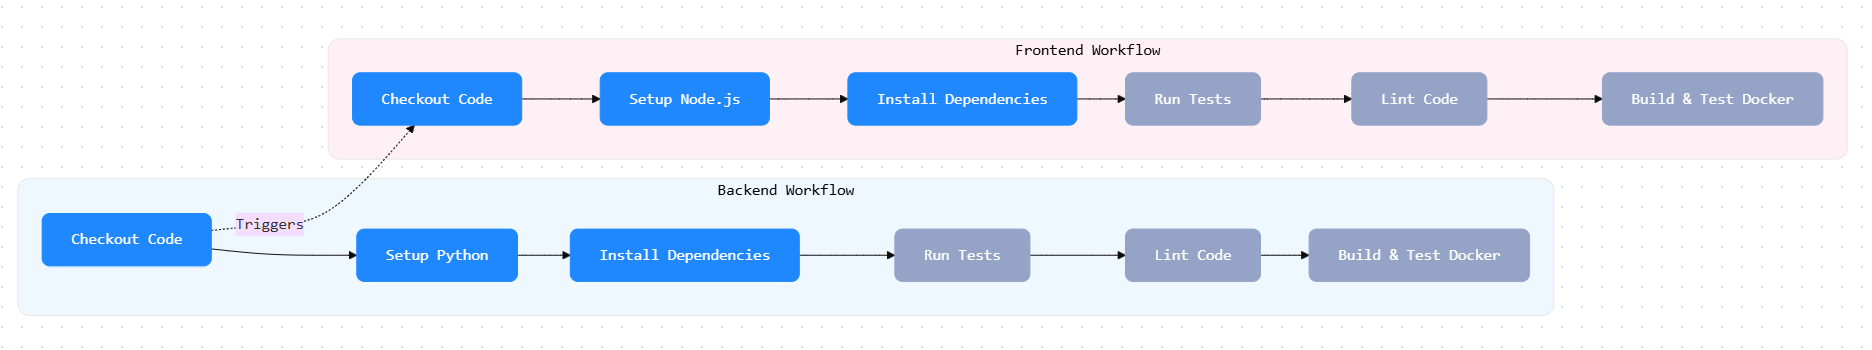 Frontend Workflow
Checkout Code
Setup Node.js
Install Dependencies
Run Tests
Lint Code
Build & Test Docker
Backend Workflow
Triggers
Checkout Code
Setup Python
Install Dependencies
Run Tests
Lint Code
Build & Test Docker